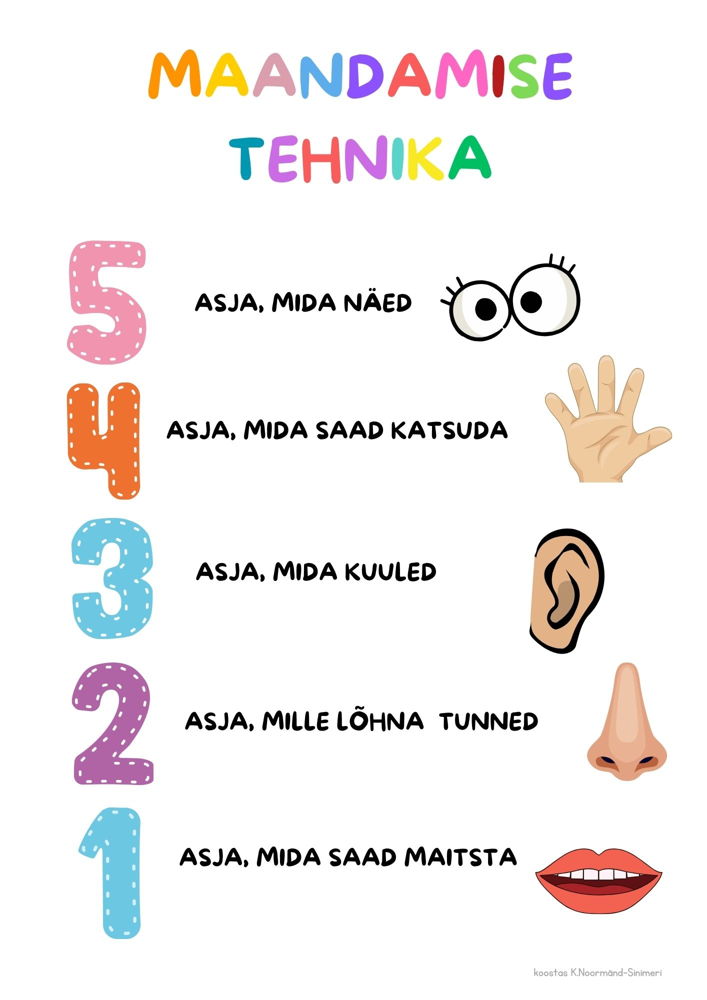 MAANDAMISE
TEHNIKA
5
ASJA, MIDA NÄED
4
ASJA, MIDA SAAD KATSUDA
3
ASJA, MIDA KUULED
2
ASJA, MILLE LÕHNA TUNNED
1
ASJA, MIDA SAAD MAITSTA
koostas K.Noormänd-Sinimeri